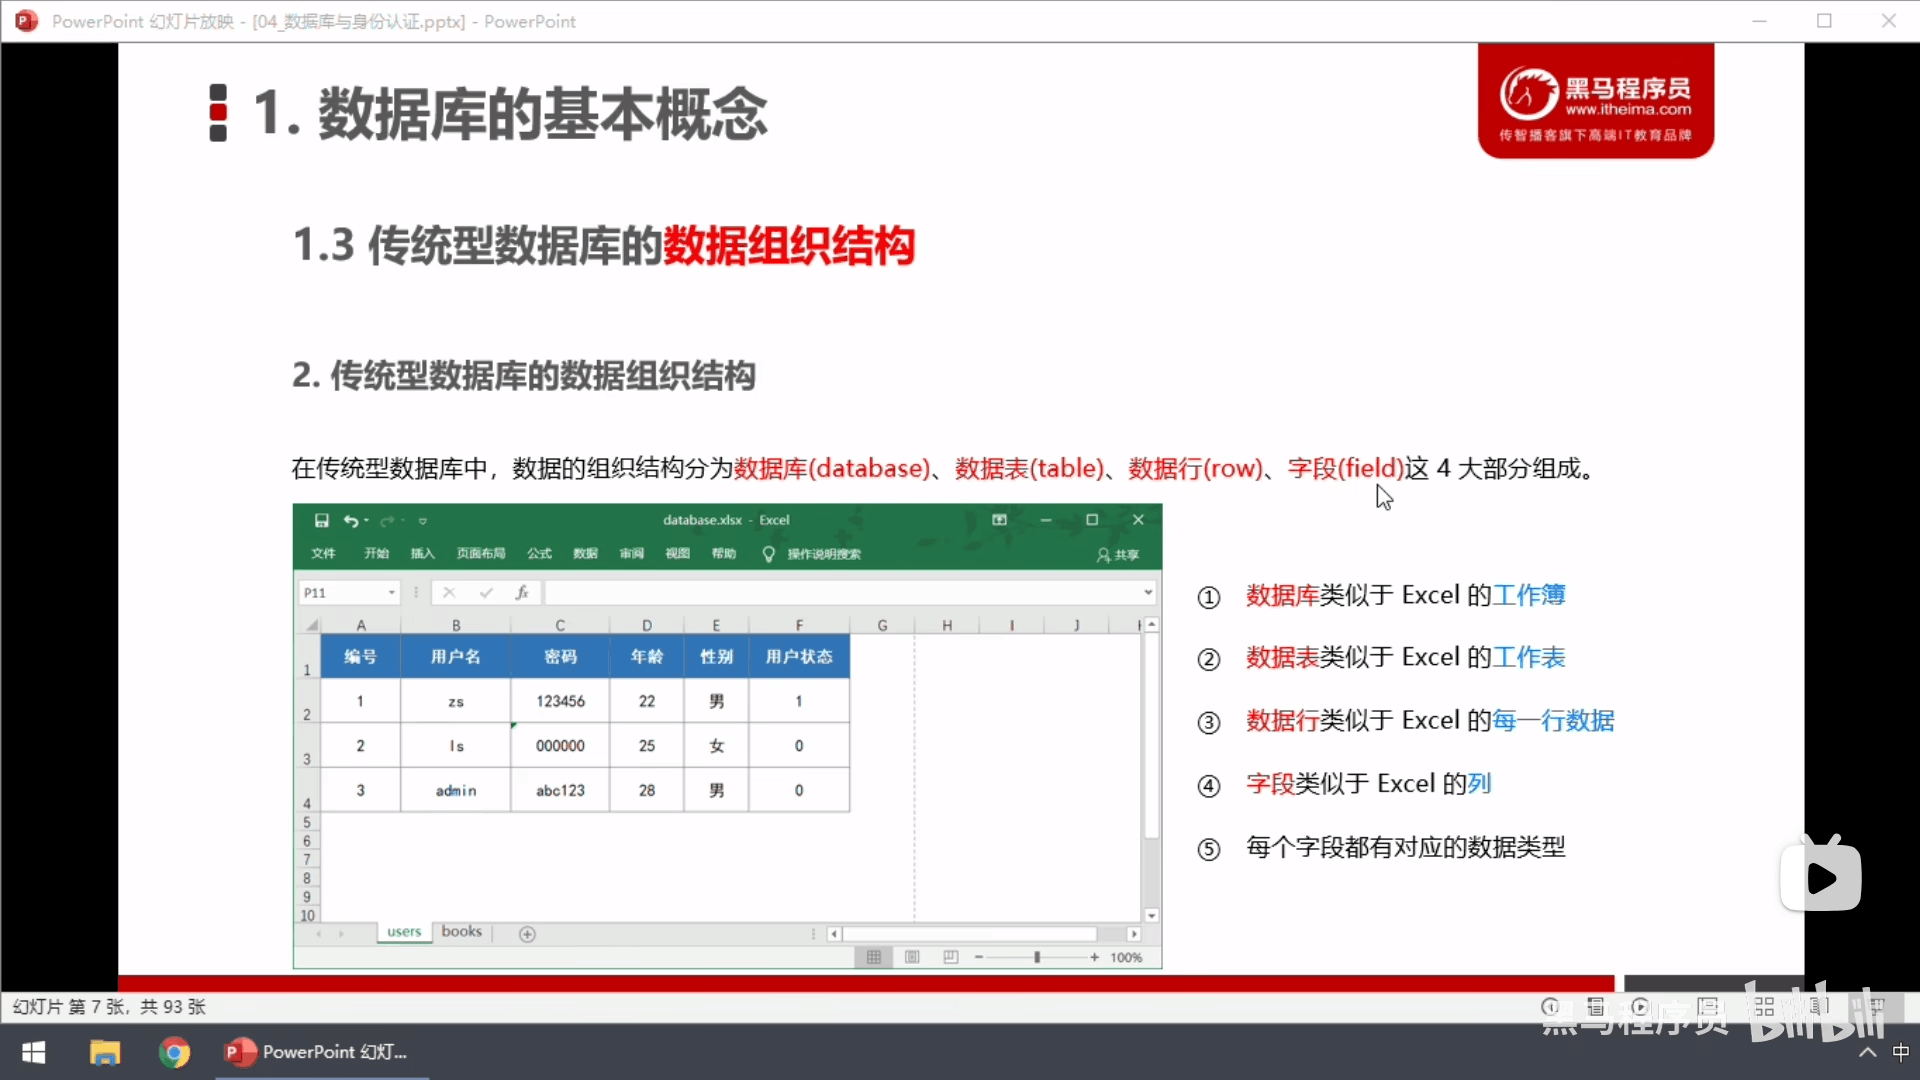 PowerPoint 幻灯片放映 - [04_数据库与身份认证.pptx] - PowerPoint
1. 数据库的基本概念
黑马程序员
www.itheima.com
传智播客旗下高端IT教育品牌
1.3 传统型数据库的数据组织结构
2. 传统型数据库的数据组织结构
在传统型数据库中，数据的组织结构分为数据库(database)、数据表(table)、数据行(row)、字段(field)这 4 大部分组成。
database.xlsx - Excel
文件 开始 插入 页面布局 公式 数据 审阅 视图 帮助 操作说明搜索 共享
P11 fx
A B C D E F G H I J
1 编号 用户名 密码 年龄 性别 用户状态
2 1 zs 123456 22 男 1
3 2 ls 000000 25 女 0
4 3 admin abc123 28 男 0
5
6
7
8
9
10
users books
100%
① 数据库类似于 Excel 的工作簿
② 数据表类似于 Excel 的工作表
③ 数据行类似于 Excel 的每一行数据
④ 字段类似于 Excel 的列
⑤ 每个字段都有对应的数据类型
幻灯片 第 7 张，共 93 张
黑马程序员 bilibili
PowerPoint 幻灯...
中